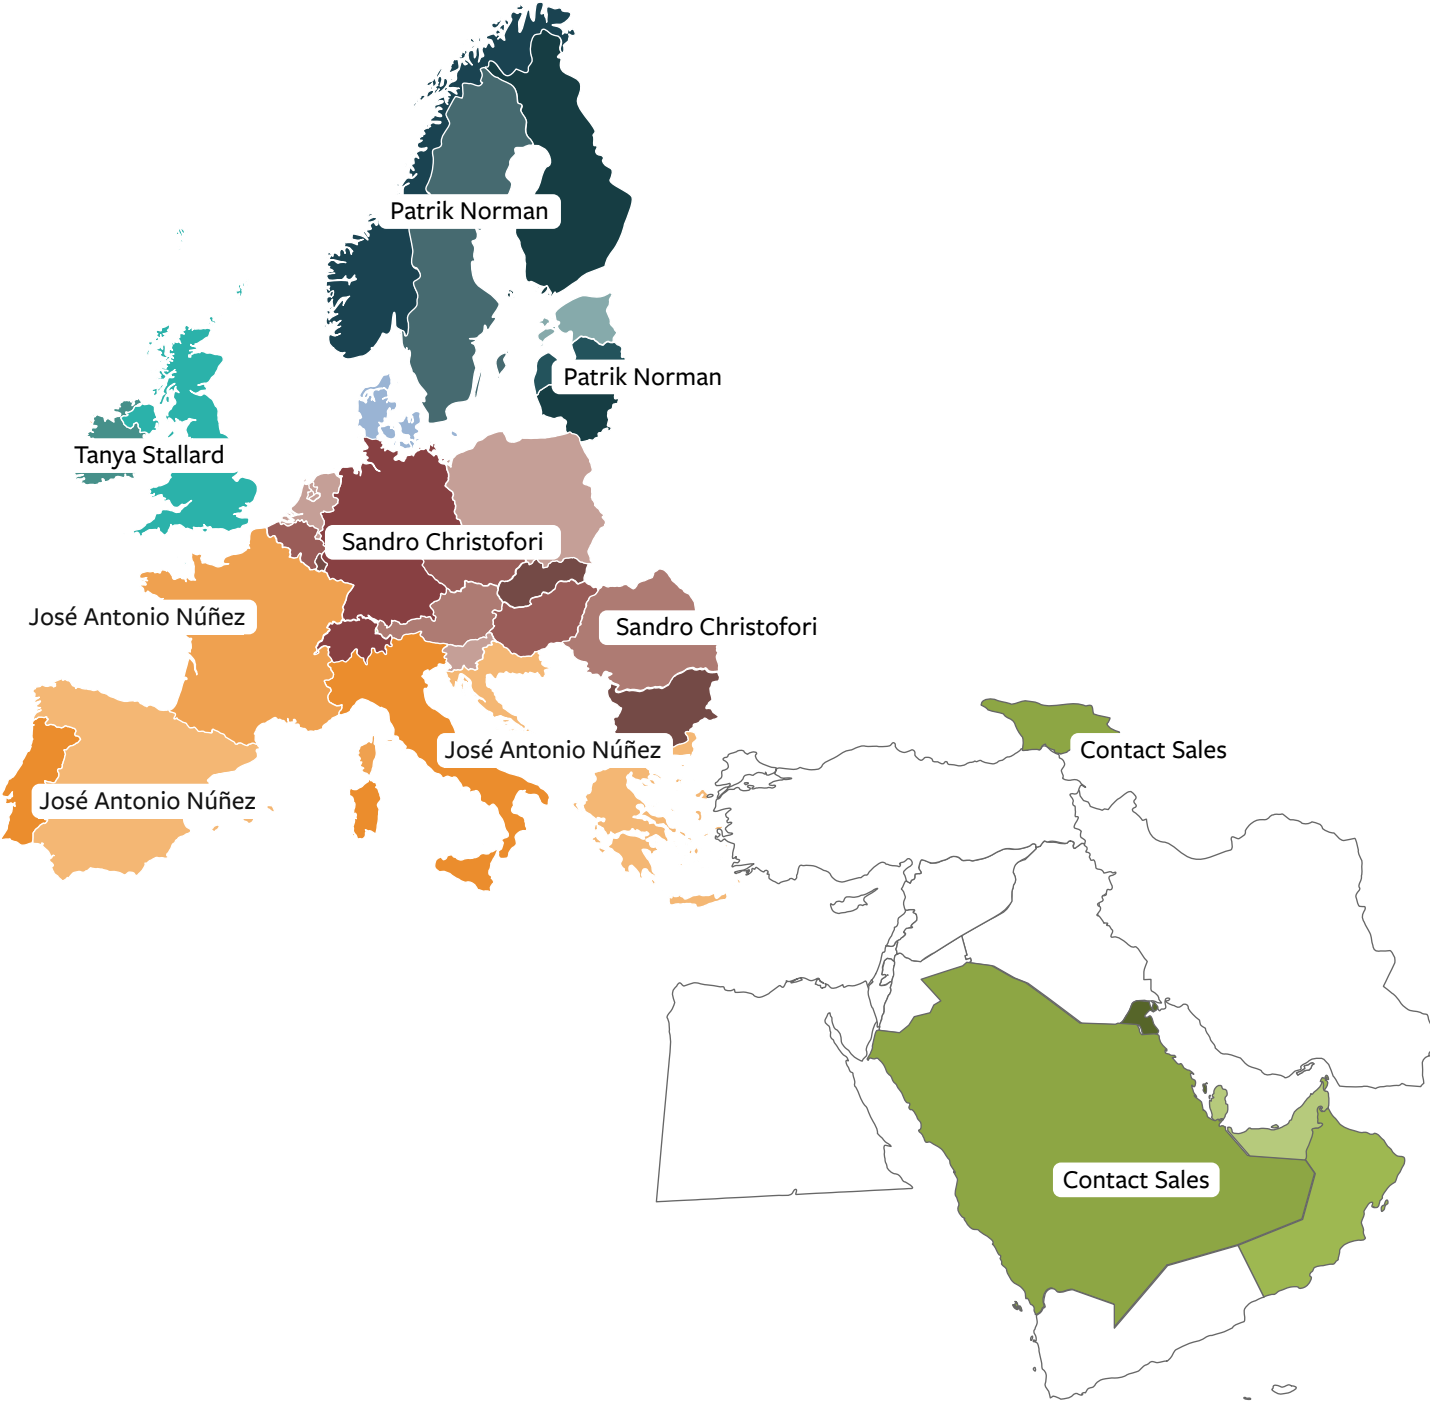 Patrik Norman
Patrik Norman
Tanya Stallard
Sandro Christofori
José Antonio Núñez
Sandro Christofori
José Antonio Núñez
Contact Sales
José Antonio Núñez
Contact Sales